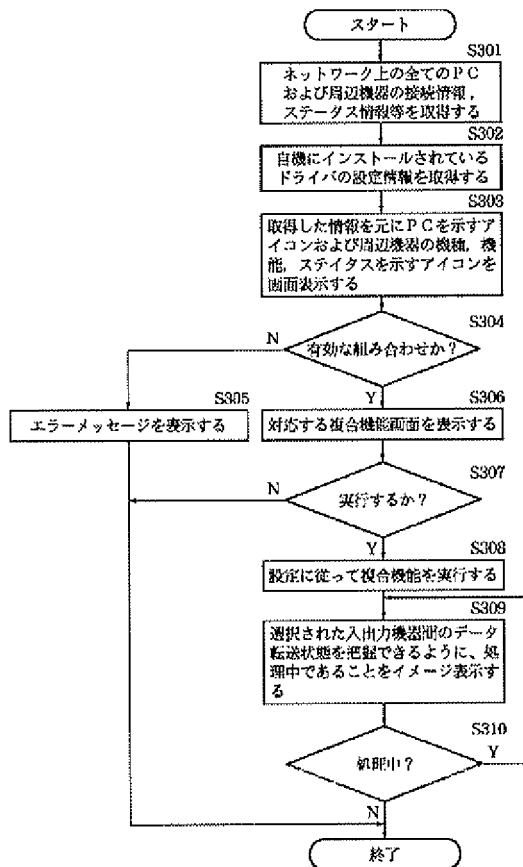 スタート
S301
ネットワーク上の全てのPC
および周辺機器の接続情報,
ステータス情報等を取得する
S302
自機にインストールされている
ドライバの設定情報を取得する
S303
取得した情報を元にPCを示すア
イコンおよび周辺機器の機種, 機
能, ステイタスを示すアイコンを
画面表示する
S304
N
有効な組み合わせか?
Y
S305
エラーメッセージを表示する
S306
対応する複合機能画面を表示する
S307
N
実行するか?
Y
S308
設定に従って複合機能を実行する
S309
選択された入出力機器間のデータ
転送状態を把握できるように、処
理中であることをイメージ表示す
る
S310
処理中?
Y
N
終了